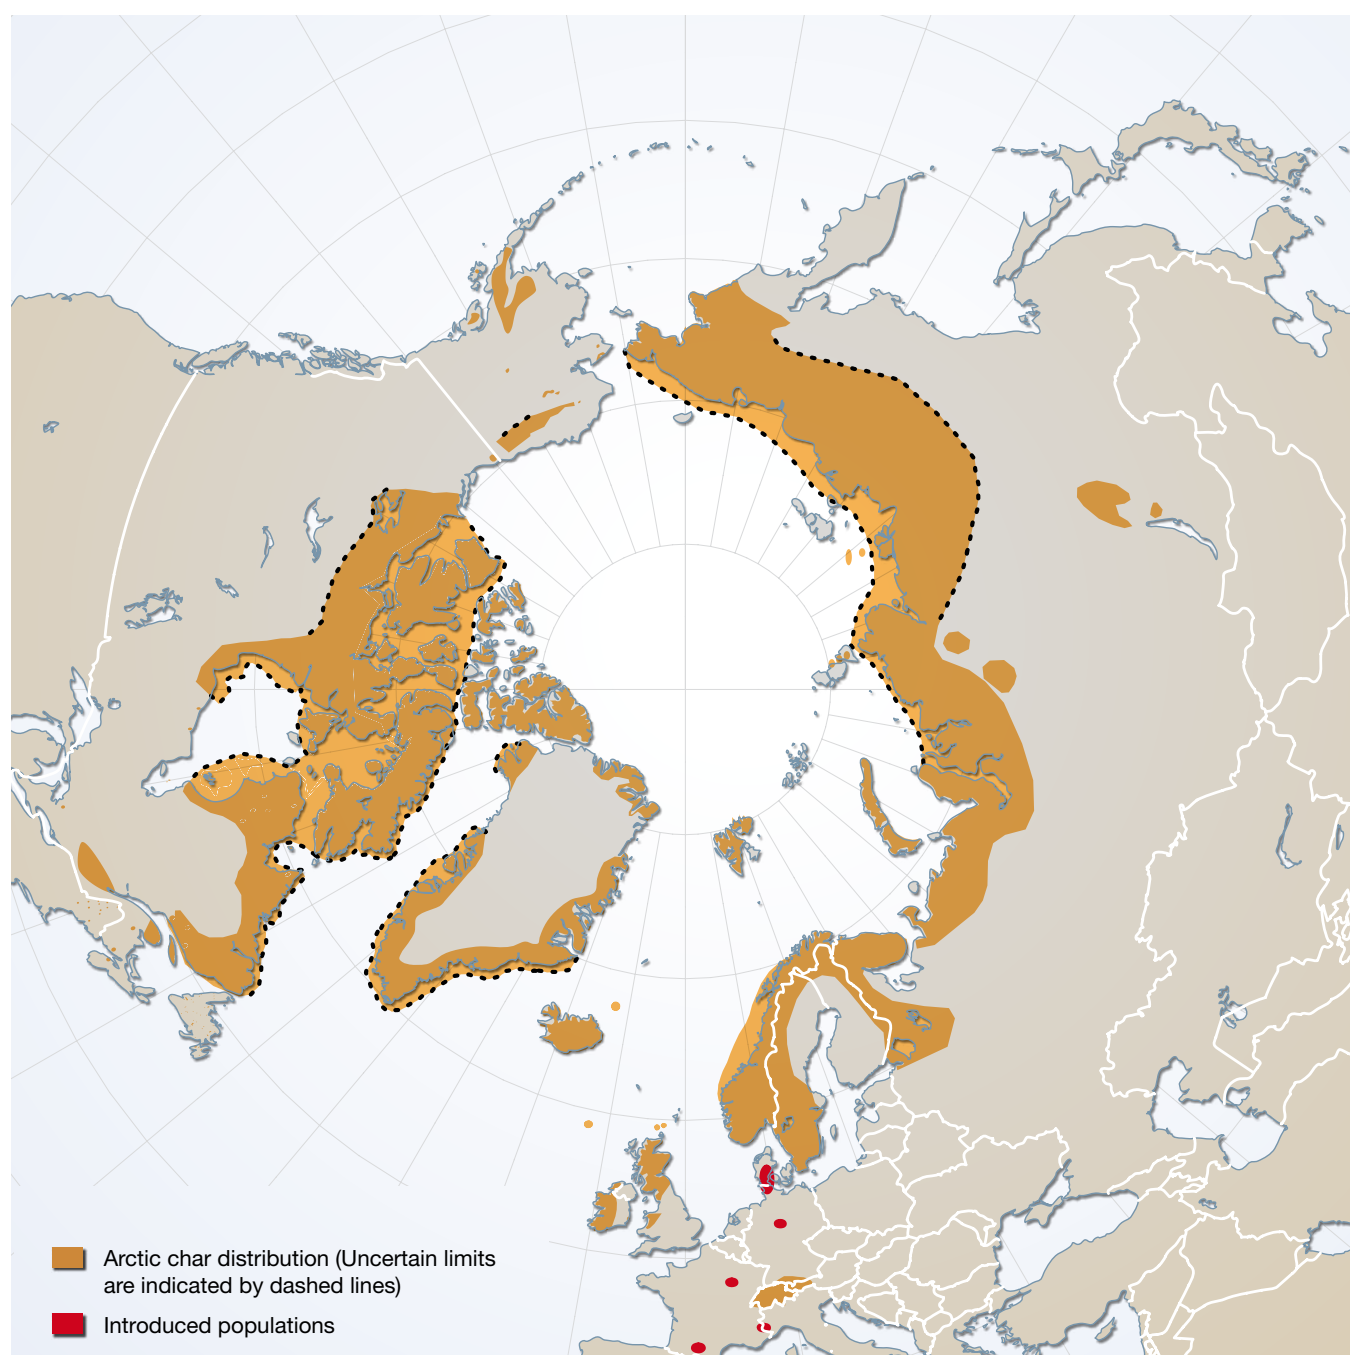 Arctic char distribution (Uncertain limits
are indicated by dashed lines)
Introduced populations